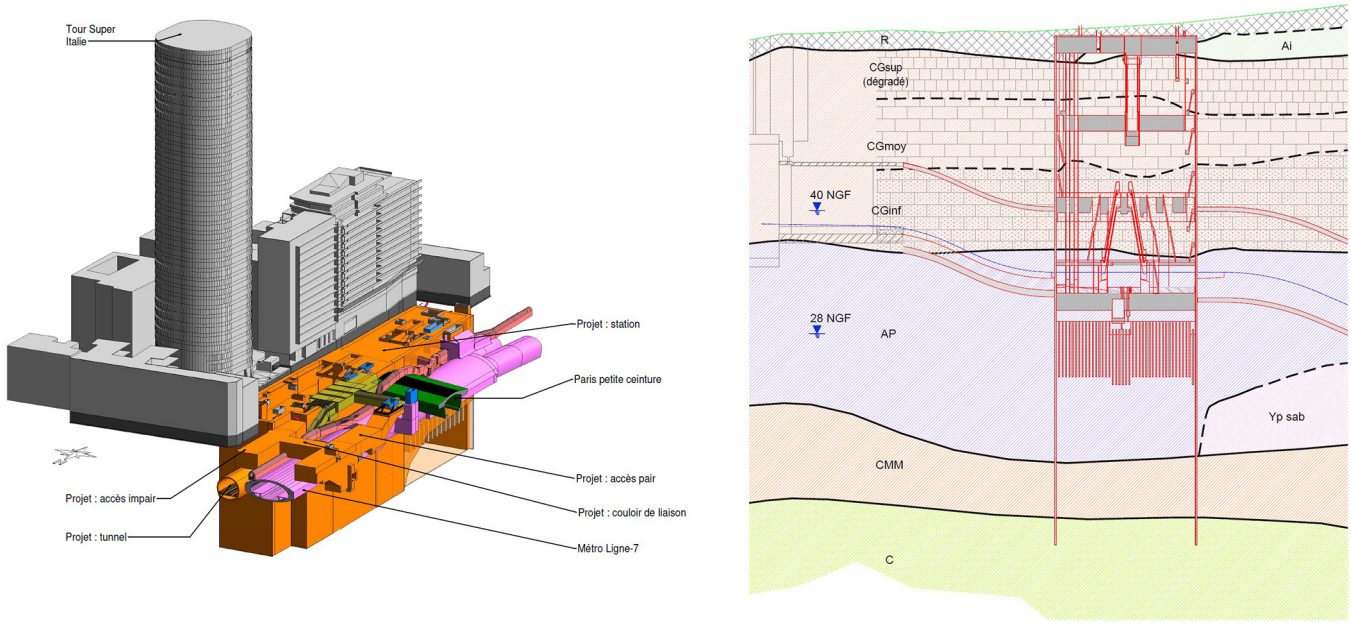 Tour Super
Italie
Projet : station
Paris petite ceinture
Projet : accès pair
Projet : accès impair
Projet : couloir de liaison
Projet : tunnel
Métro Ligne-7
R
Ai
CGsup
(dégradé)
CGmoy
40 NGF
CGinf
28 NGF
AP
Yp sab
CMM
C